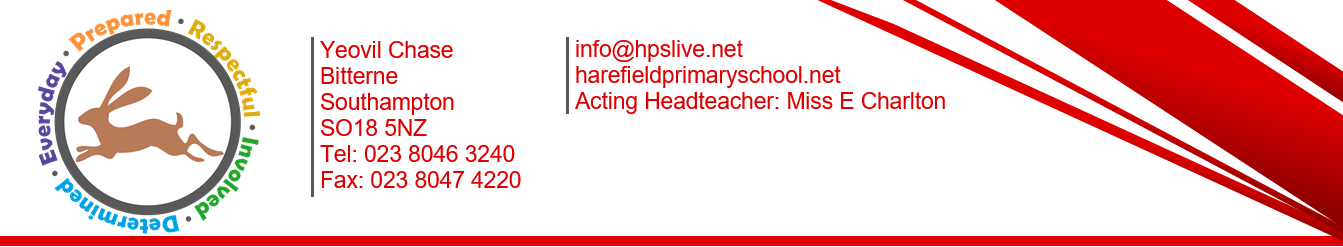 Prepared • Respectful • Involved • Determined • Everyday •
Yeovil Chase
Bitterne
Southampton
SO18 5NZ
Tel: 023 8046 3240
Fax: 023 8047 4220
info@hpslive.net
harefieldprimaryschool.net
Acting Headteacher: Miss E Charlton